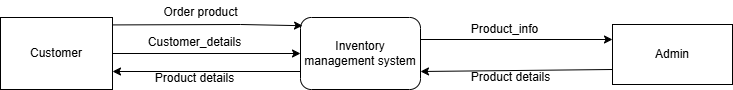 Order product
Customer
Customer_details
Product details
Inventory
management system
Product_info
Product details
Admin